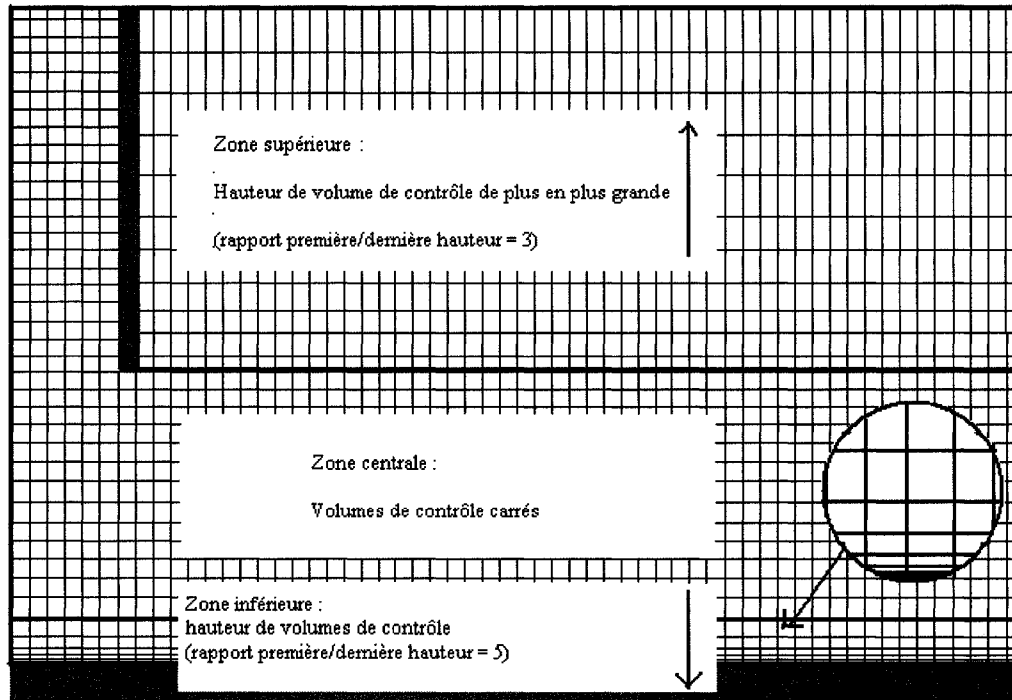 Zone supérieure :
Hauteur de volume de contrôle de plus en plus grande
(rapport première/dernière hauteur = 3)
Zone centrale :
Volumes de contrôle carrés
Zone inférieure :
hauteur de volumes de contrôle
(rapport première/dernière hauteur = 5)